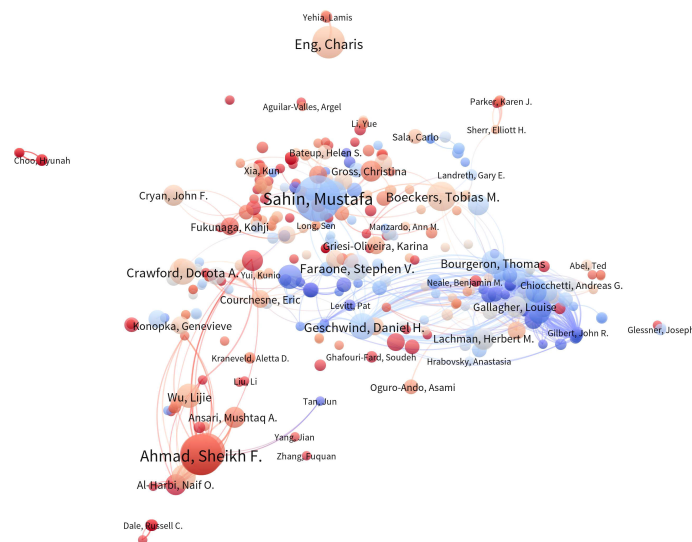 Yehia, Lamis
Eng, Charis
Aguilar-Valles, Argel
Parker, Karen J.
Li, Yue
Sherr, Elliott H.
Sala, Carlo
Choo, Hyunah
Bateup, Helen S.
Xia, Kun
Gross, Christina
Landreth, Gary E.
Cryan, John F.
Sahin, Mustafa
Boeckers, Tobias M.
Fukunaga, Kohji
Long, Sen
Manzardo, Ann M.
Griesi-Oliveira, Karina
Crawford, Dorota A.
Yui, Kunio
Faraone, Stephen V.
Bourgeron, Thomas
Abel, Ted
Neale, Benjamin M.
Chiocchetti, Andreas G.
Courchesne, Eric
Levitt, Pat
Gallagher, Louise
Konopka, Genevieve
Geschwind, Daniel H.
Gilbert, John R.
Glessner, Joseph
Lachman, Herbert M.
Kraneveld, Aletta D.
Ghafouri-Fard, Soudeh
Hrabovsky, Anastasia
Liu, Li
Oguro-Ando, Asami
Wu, Lijie
Tan, Jun
Ansari, Mushtaq A.
Yang, Jian
Ahmad, Sheikh F.
Zhang, Fuquan
Al-Harbi, Naif O.
Dale, Russell C.